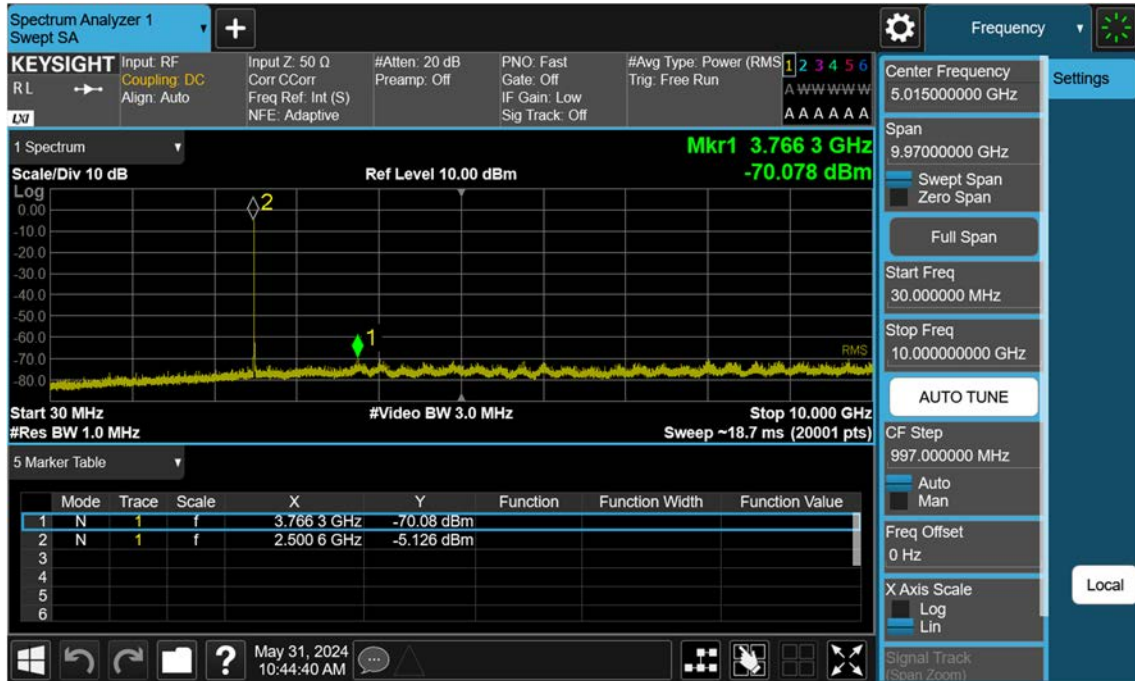 Spectrum Analyzer 1
Swept SA
Frequency
KEYSIGHT
R L
LXI
Input: RF
Coupling: DC
Align: Auto
Input Z: 50 Ω
Corr CCorr
Freq Ref: Int (S)
NFE: Adaptive
#Atten: 20 dB
Preamp: Off
PNO: Fast
Gate: Off
IF Gain: Low
Sig Track: Off
#Avg Type: Power (RMS
Trig: Free Run
1 2 3 4 5 6
A W W W W W
A A A A A A
1 Spectrum
Scale/Div 10 dB
Ref Level 10.00 dBm
Mkr1 3.766 3 GHz
-70.078 dBm
Log
0.00
-10.0
-20.0
-30.0
-40.0
-50.0
-60.0
-70.0
-80.0
2
1
RMS
Start 30 MHz
#Video BW 3.0 MHz
Stop 10.000 GHz
#Res BW 1.0 MHz
Sweep ~18.7 ms (20001 pts)
5 Marker Table
Mode Trace Scale X Y Function Function Width Function Value
1 N 1 f 3.766 3 GHz -70.08 dBm
2 N 1 f 2.500 6 GHz -5.126 dBm
3
4
5
6
?
May 31, 2024
10:44:40 AM
Center Frequency
5.015000000 GHz
Span
9.97000000 GHz
Swept Span
Zero Span
Full Span
Start Freq
30.000000 MHz
Stop Freq
10.000000000 GHz
AUTO TUNE
CF Step
997.000000 MHz
Auto
Man
Freq Offset
0 Hz
X Axis Scale
Log
Lin
Signal Track
(Span Zoom)
Settings
Local